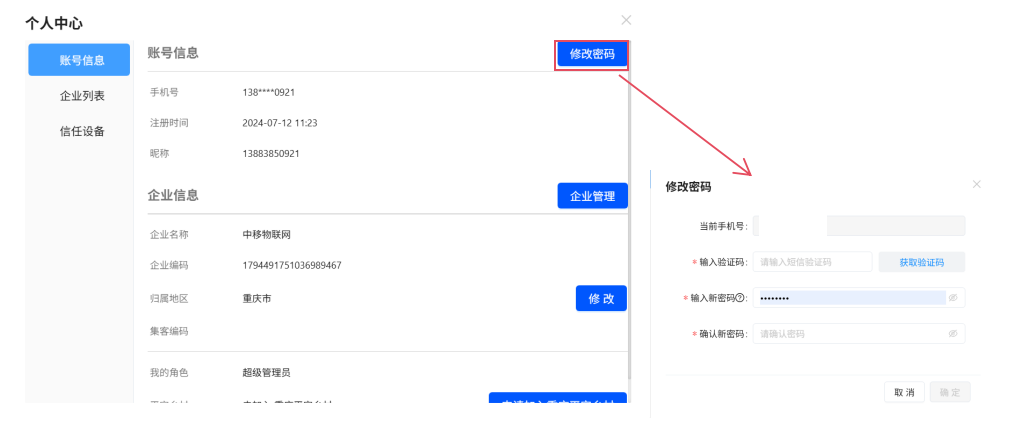 个人中心
账号信息
企业列表
信任设备
账号信息
修改密码
手机号 138****0921
注册时间 2024-07-12 11:23
昵称 13883850921
企业信息
企业管理
企业名称 中移物联网
企业编码 1794491751036989467
归属地区 重庆市
修 改
集客编码
我的角色 超级管理员
修改密码
当前手机号:
* 输入验证码: 请输入短信验证码 获取验证码
* 输入新密码?: ••••••••
* 确认新密码: 请确认密码
取 消 确 定